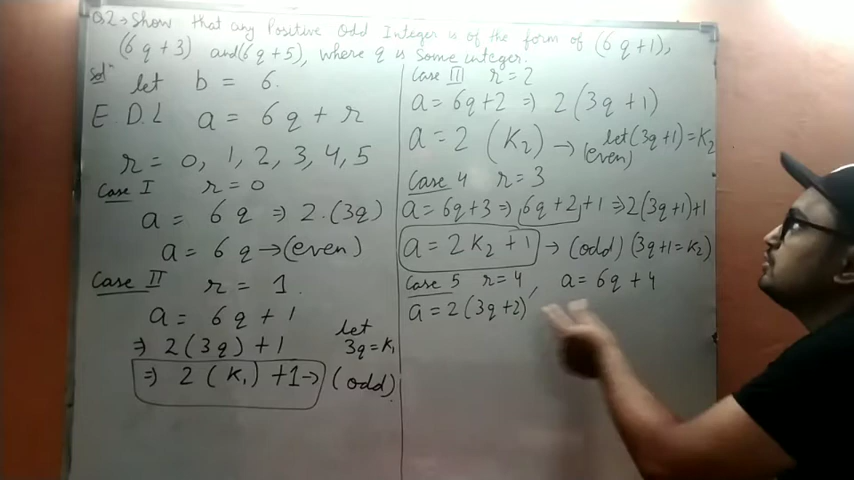 Q2→ Show that any Positive Odd Integer is of the form of (6q+1),
(6q+3) and (6q+5), where q is some integer.
Solⁿ let b = 6.
E.D.L a = 6q + r
r = 0, 1, 2, 3, 4, 5
Case I r = 0
a = 6q ⇒ 2.(3q)
a = 6q → (even)
Case II r = 1
a = 6q + 1
⇒ 2(3q) + 1 let 3q = K₁
⇒ 2(K₁) + 1 → (odd)
Case III r = 2
a = 6q + 2 ⇒ 2(3q + 1)
a = 2(K₂) → (even) let (3q+1) = K₂
Case 4 r = 3
a = 6q+3 ⇒ 6q+2+1 ⇒ 2(3q+1)+1
a = 2K₂ + 1 → (odd) (3q+1 = K₂)
Case 5 r = 4, a = 6q + 4
a = 2(3q+2)